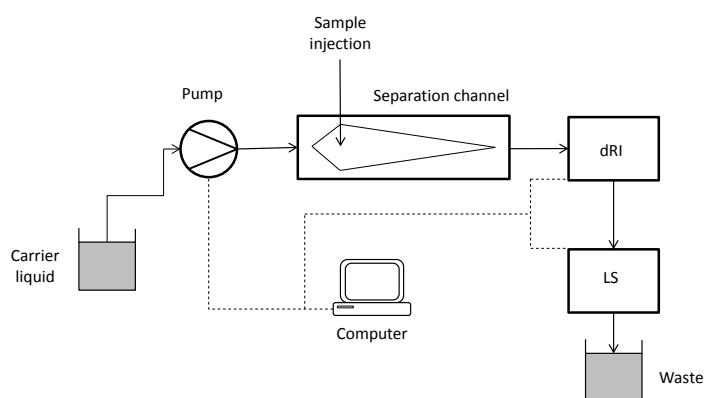 Sample
injection
Pump
Separation channel
dRI
Carrier
liquid
LS
Computer
Waste